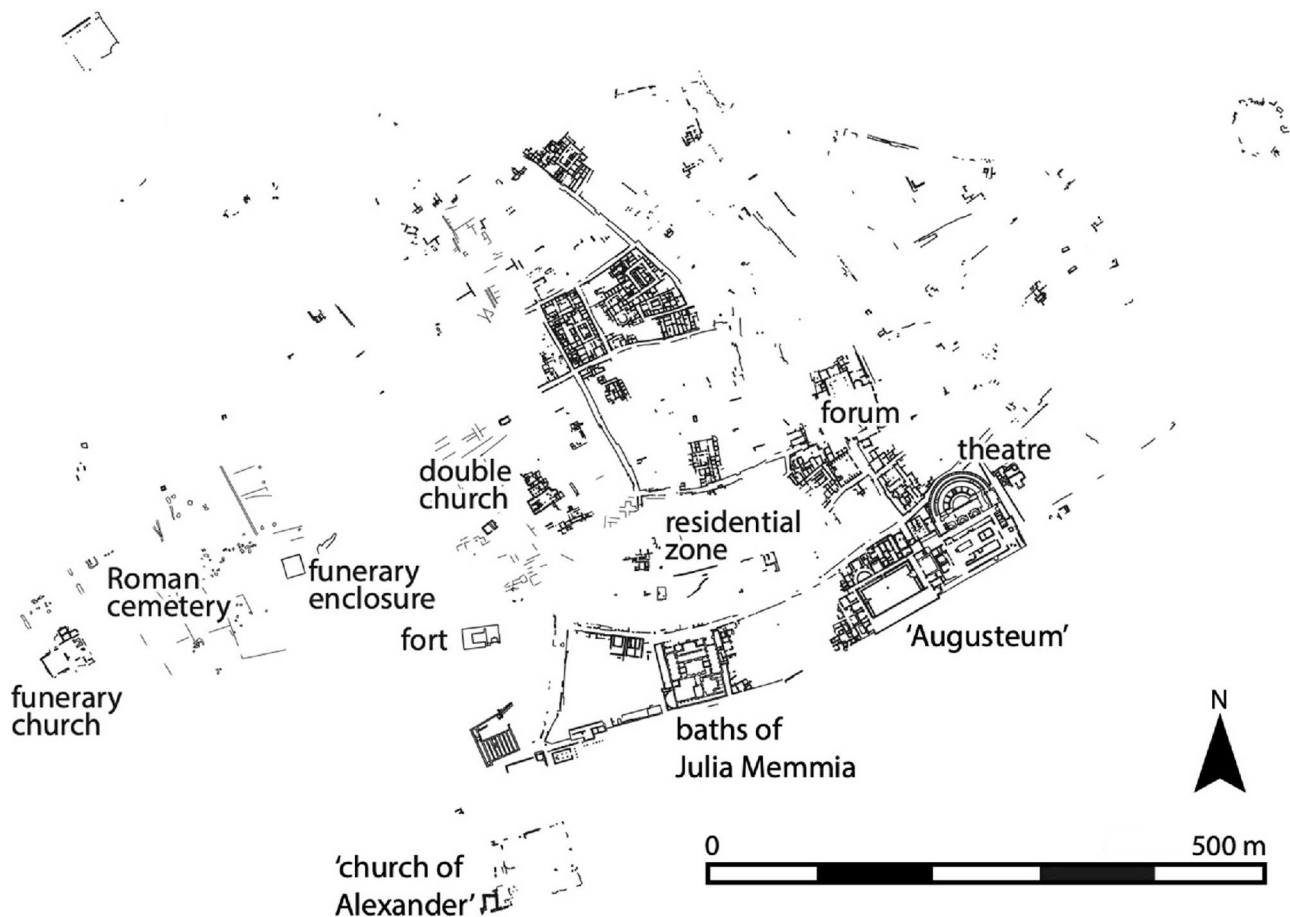 forum
theatre
double
church
residential
zone
Roman
cemetery
funerary
enclosure
fort
'Augusteum'
funerary
church
baths of
Julia Memmia
N
0 500 m
'church of
Alexander'